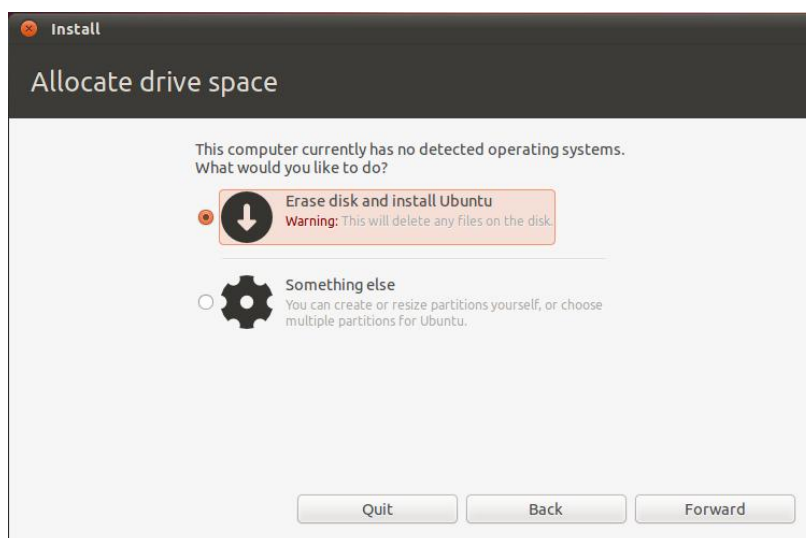 Install
Allocate drive space
This computer currently has no detected operating systems.
What would you like to do?
Erase disk and install Ubuntu
Warning: This will delete any files on the disk.
Something else
You can create or resize partitions yourself, or choose
multiple partitions for Ubuntu.
Quit
Back
Forward